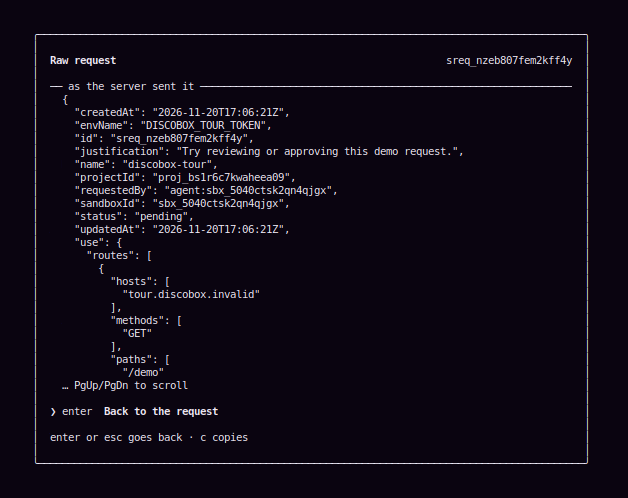 Raw request sreq_nzeb807fem2kff4y
as the server sent it
{
"createdAt": "2026-11-20T17:06:21Z",
"envName": "DISCOBOX_TOUR_TOKEN",
"id": "sreq_nzeb807fem2kff4y",
"justification": "Try reviewing or approving this demo request.",
"name": "discobox-tour",
"projectId": "proj_bs1r6c7kwaheea09",
"requestedBy": "agent:sbx_5040ctsk2qn4qjgx",
"sandboxId": "sbx_5040ctsk2qn4qjgx",
"status": "pending",
"updatedAt": "2026-11-20T17:06:21Z",
"use": {
"routes": [
{
"hosts": [
"tour.discobox.invalid"
],
"methods": [
"GET"
],
"paths": [
"/demo"
… PgUp/PgDn to scroll
❯ enter Back to the request
enter or esc goes back · c copies